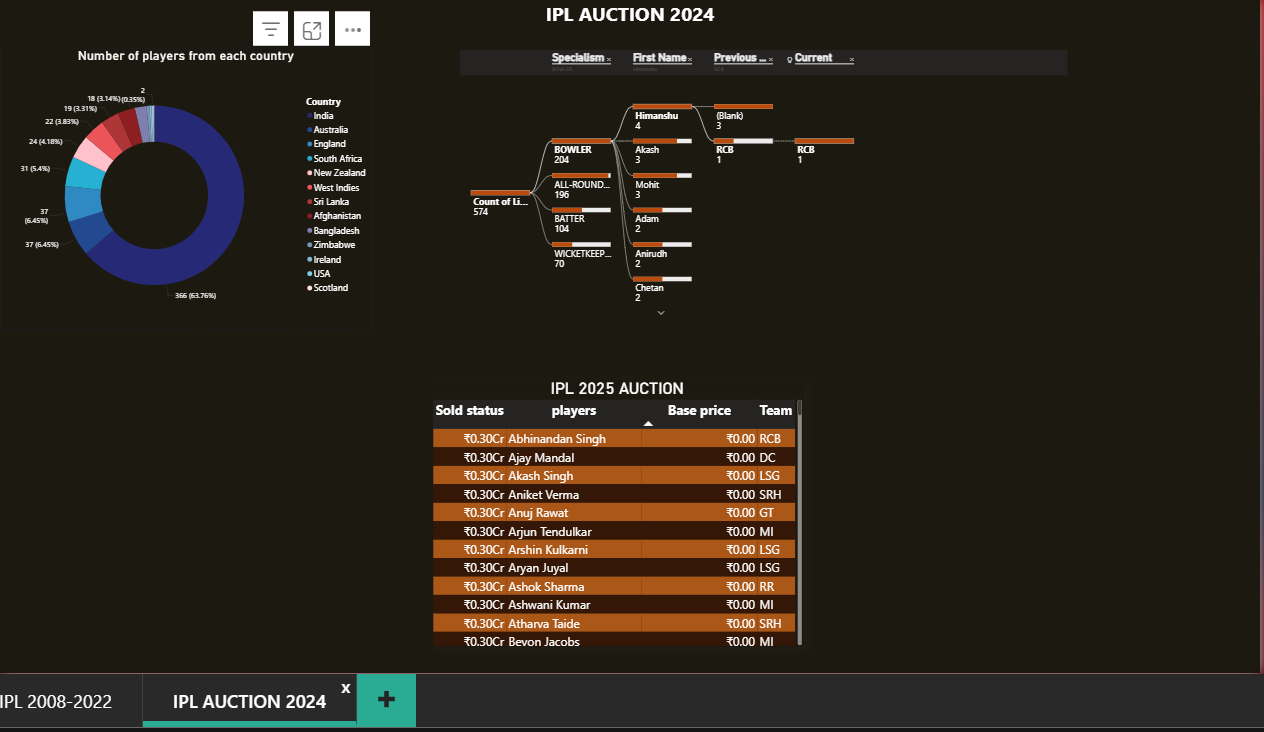 IPL AUCTION 2024
Number of players from each country
2
(0.35%)
18 (3.14%)
19 (3.31%)
22 (3.83%)
24 (4.18%)
31 (5.4%)
37
(6.45%)
37 (6.45%)
366 (63.76%)
Country
India
Australia
England
South Africa
New Zealand
West Indies
Sri Lanka
Afghanistan
Bangladesh
Zimbabwe
Ireland
USA
Scotland
Specialism × First Name × Previous ... × Current ×
BOWLER Himanshu RCB
Count of Li...
574
BOWLER
204
ALL-ROUND...
196
BATTER
104
WICKETKEEP...
70
Himanshu
4
Akash
3
Mohit
3
Adam
2
Anirudh
2
Chetan
2
(Blank)
3
RCB
1
RCB
1
IPL 2025 AUCTION
Sold status players Base price Team
₹0.30Cr Abhinandan Singh ₹0.00 RCB
₹0.30Cr Ajay Mandal ₹0.00 DC
₹0.30Cr Akash Singh ₹0.00 LSG
₹0.30Cr Aniket Verma ₹0.00 SRH
₹0.30Cr Anuj Rawat ₹0.00 GT
₹0.30Cr Arjun Tendulkar ₹0.00 MI
₹0.30Cr Arshin Kulkarni ₹0.00 LSG
₹0.30Cr Aryan Juyal ₹0.00 LSG
₹0.30Cr Ashok Sharma ₹0.00 RR
₹0.30Cr Ashwani Kumar ₹0.00 MI
₹0.30Cr Atharva Taide ₹0.00 SRH
₹0.30Cr Bevon Jacobs ₹0.00 MI
IPL 2008-2022
IPL AUCTION 2024 x
+